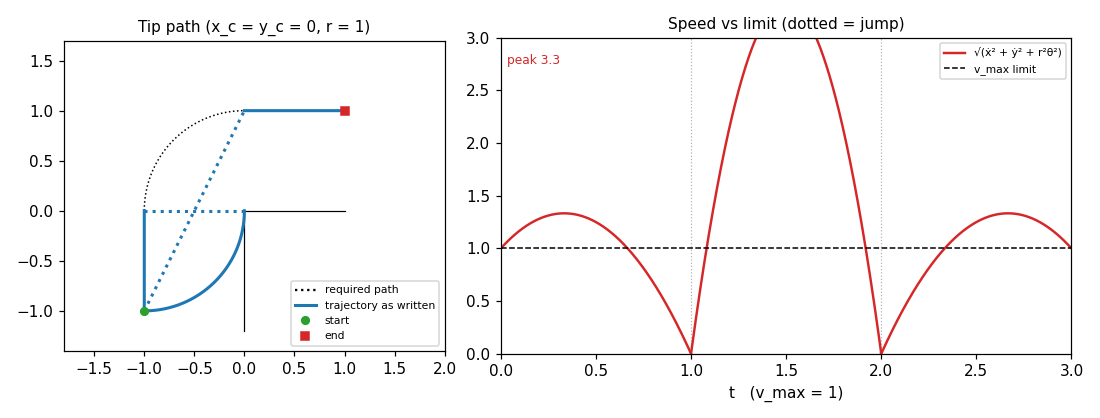 Tip path (x_c = y_c = 0, r = 1)
1.5
1.0
0.5
0.0
−0.5
−1.0
−1.5
−1.0
−0.5
0.0
0.5
1.0
1.5
2.0
required path
trajectory as written
start
end
Speed vs limit (dotted = jump)
3.0
2.5
2.0
1.5
1.0
0.5
0.0
peak 3.3
√(ẋ² + ẏ² + r²θ̇²)
v_max limit
0.0
0.5
1.0
1.5
2.0
2.5
3.0
t (v_max = 1)